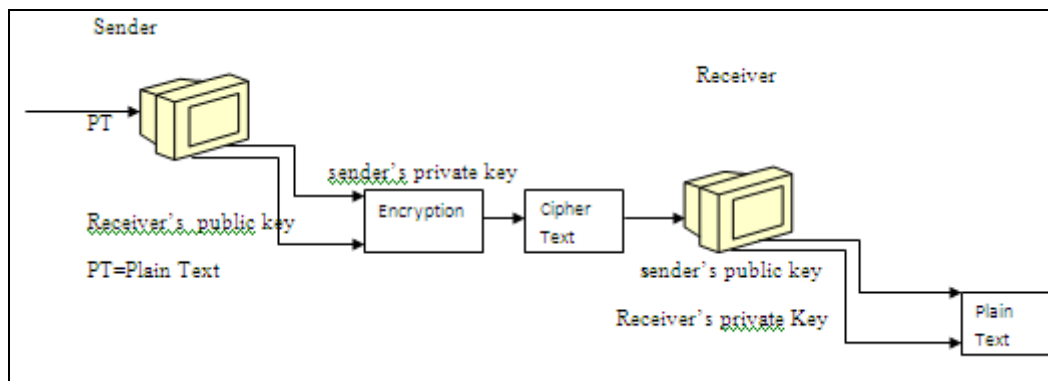 Sender
Receiver
PT
sender's private key
Encryption
Cipher
Text
Receiver's public key
PT=Plain Text
sender's public key
Receiver's private Key
Plain
Text